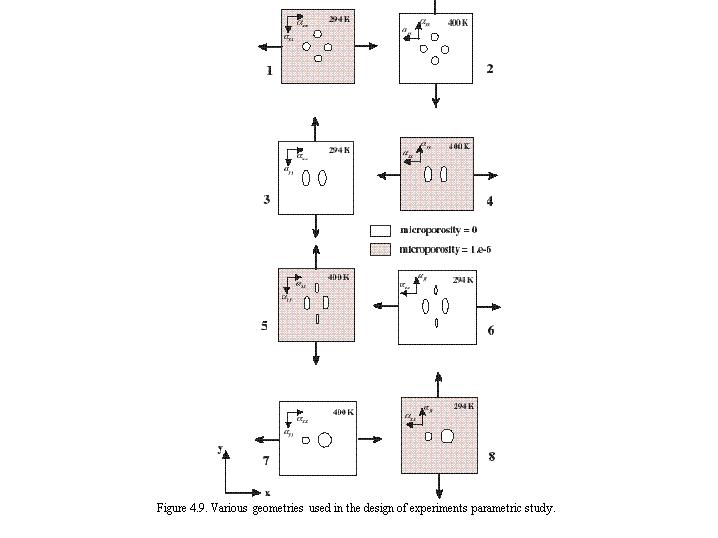 294 K
400 K
1
2
294 K
400 K
3
4
microporosity = 0
microporosity = 1.e-6
400 K
294 K
5
6
400 K
294 K
7
8
y
x
Figure 4.9. Various geometries used in the design of experiments parametric study.